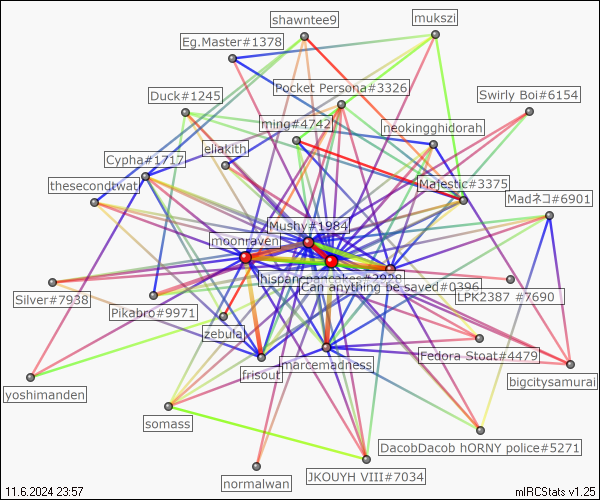 shawntee9
mukszi
Eg.Master#1378
Pocket Persona#3326
Duck#1245
Swirly Boi#6154
ming#4742
neokingghidorah
eliakith
Cypha#1717
Majestic#3375
thesecondtwat
Madネコ#6901
Mushy#1984
moonraven
hispanicpancakes#3928
Can anything be saved#0396
LPK2387 #7690
Silver#7938
Pikabro#9971
zebula
Fedora Stoat#4479
marcemadness
frisout
bigcitysamurai
yoshimanden
somass
DacobDacob hORNY police#5271
JKOUYH VIII#7034
normalwan
11.6.2024 23:57
mIRCStats v1.25